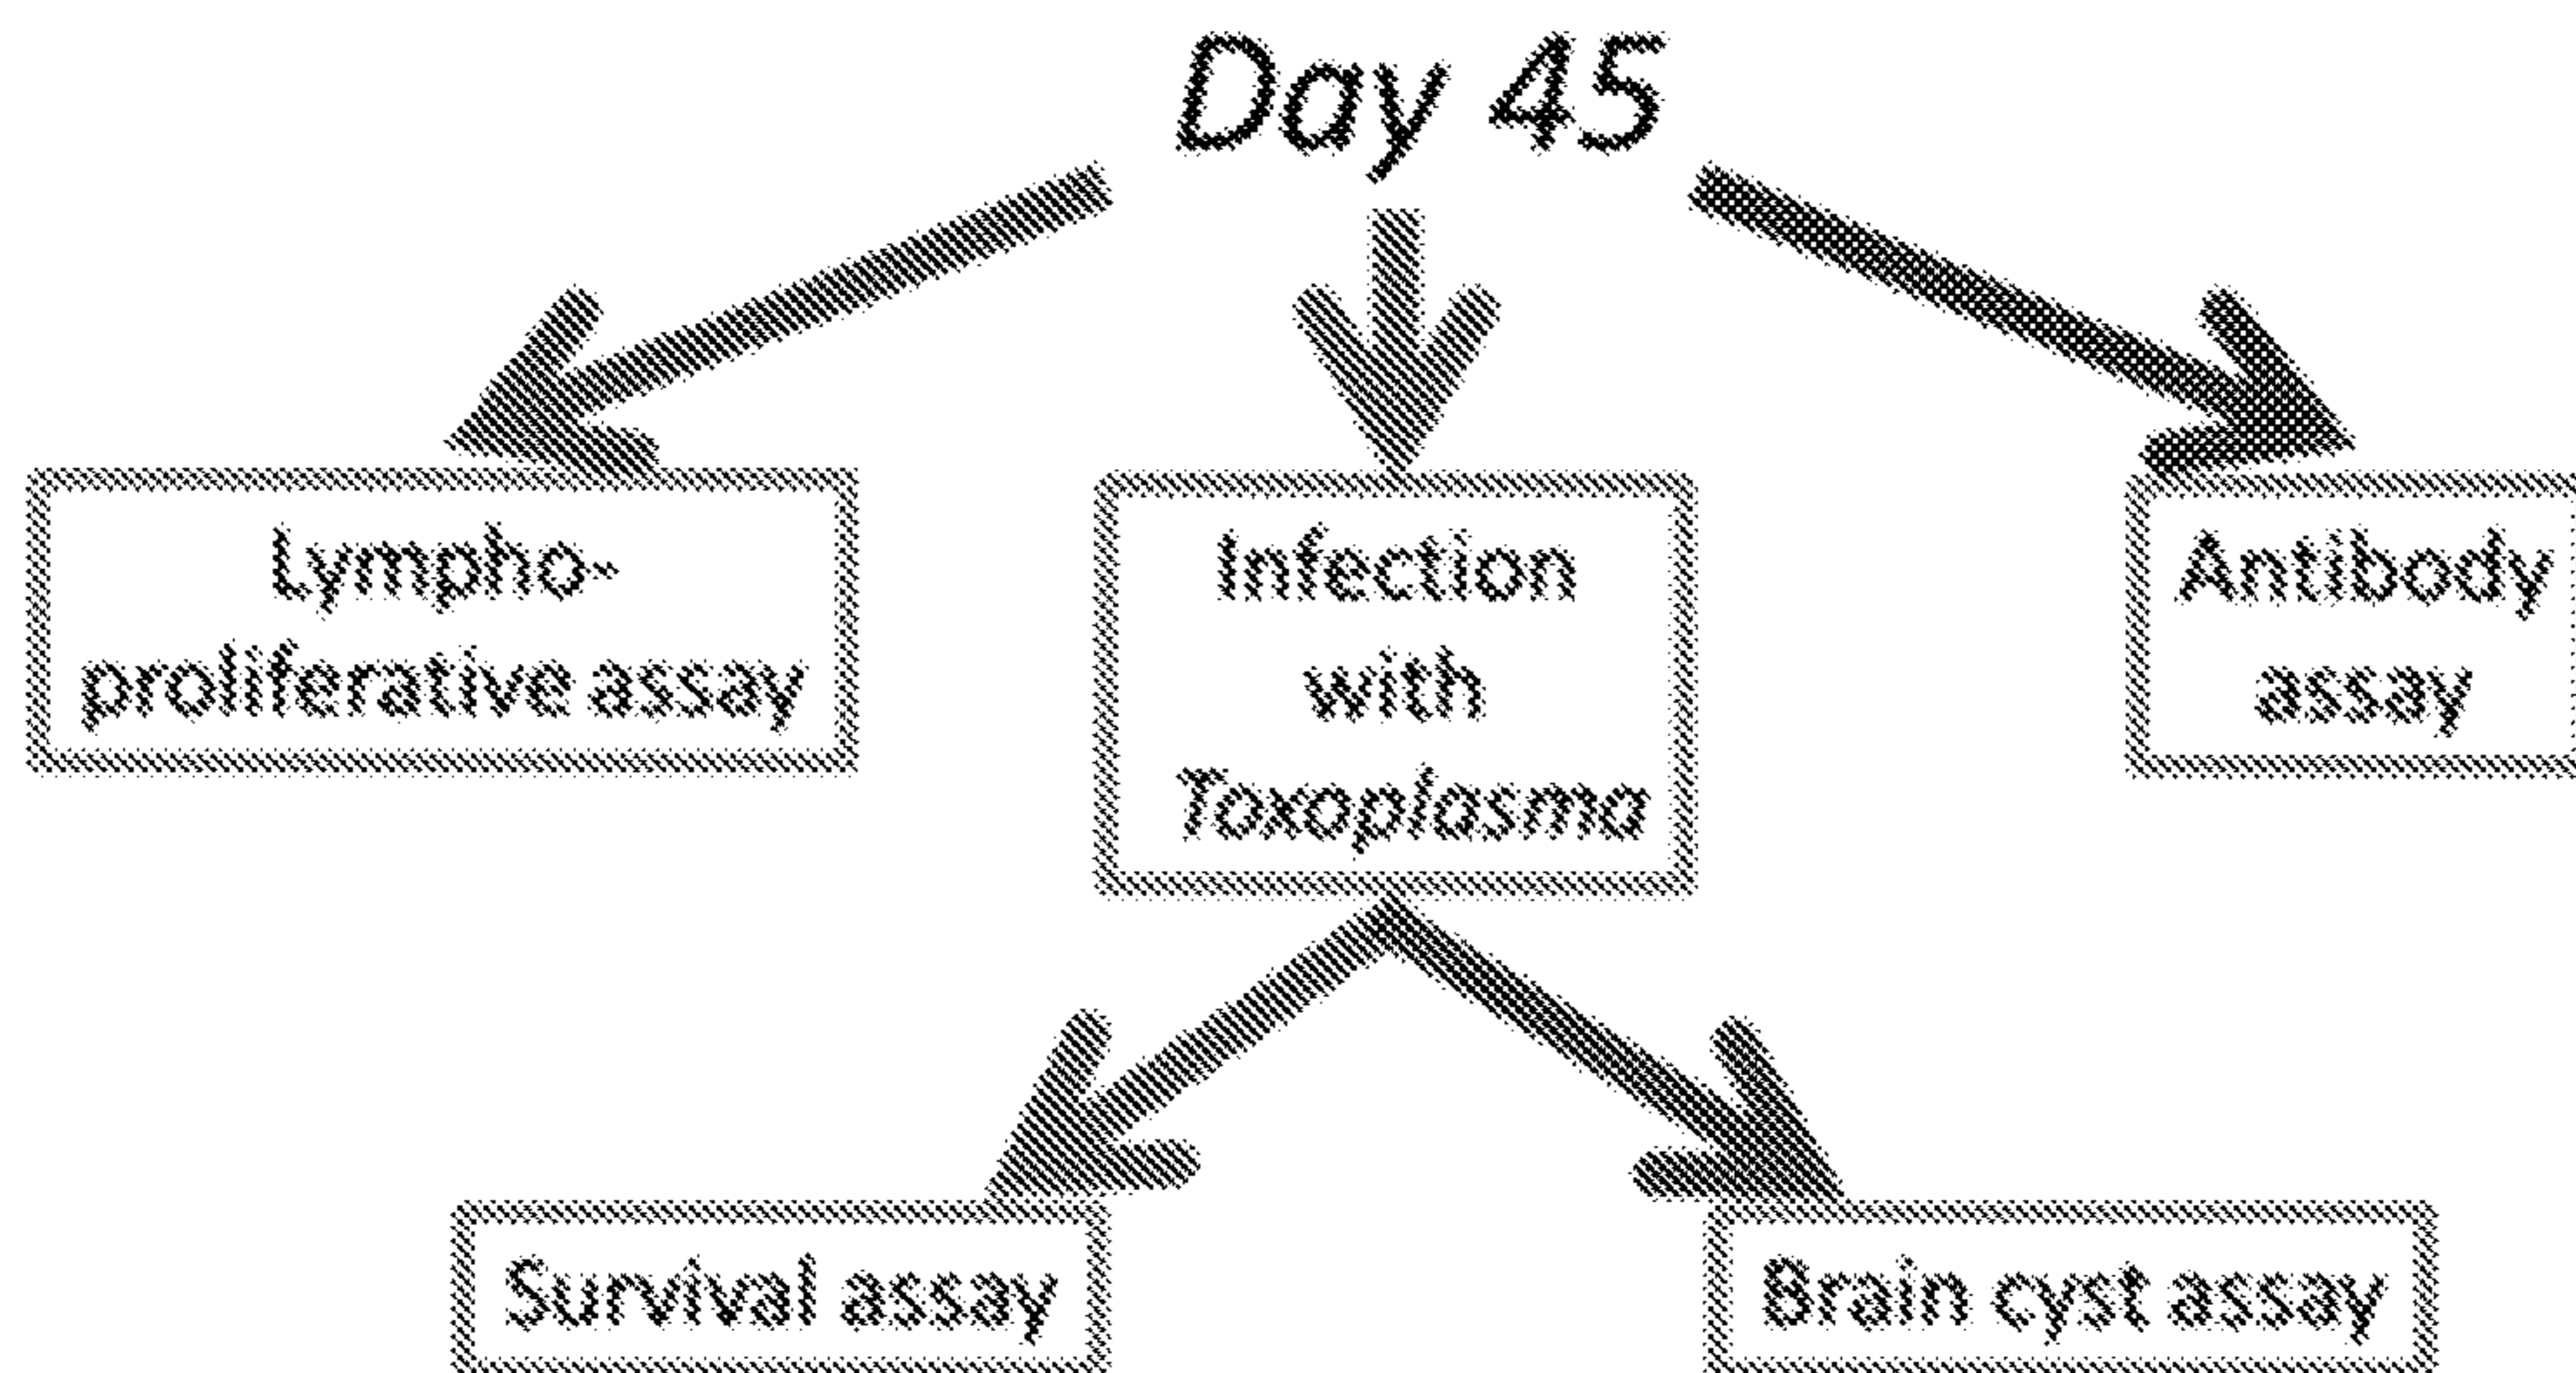 Day 45
Lympho-
proliferative assay
Infection
with
Toxoplasma
Antibody
assay
Survival assay
Brain cyst assay